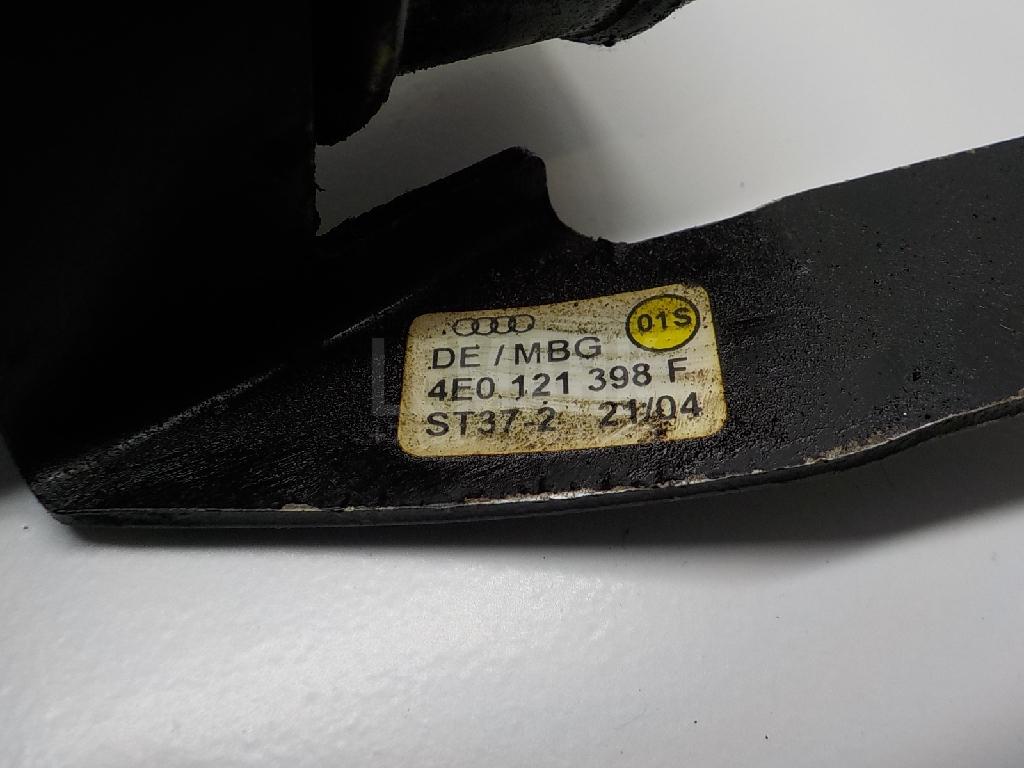 01S
DE / MBG
4E0 121 398 F
ST37-2 21/04